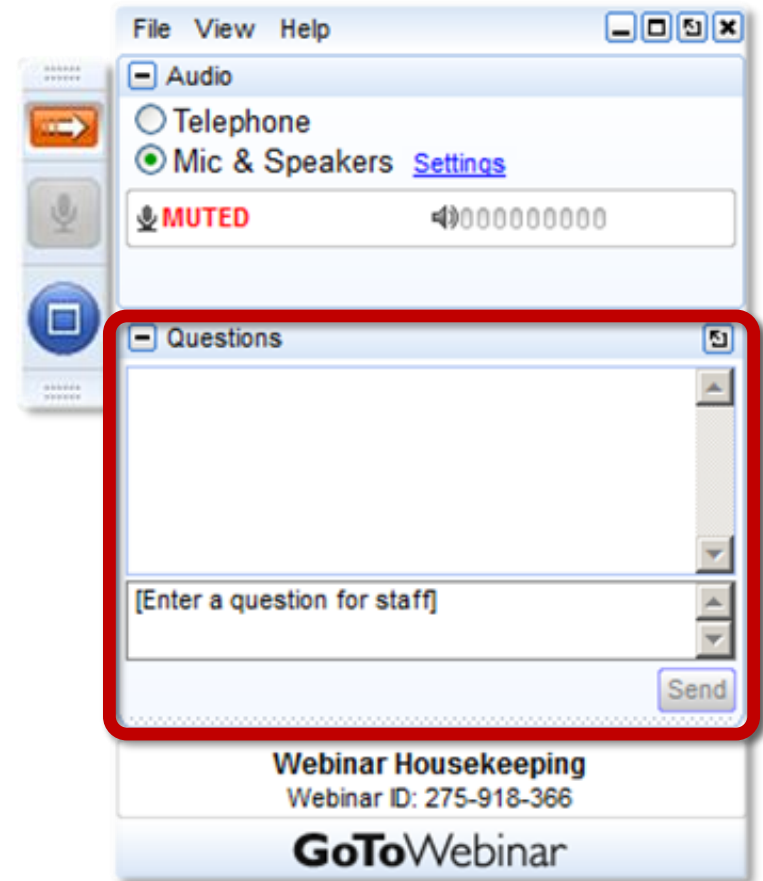 File View Help
Audio
Telephone
Mic & Speakers Settings
MUTED 000000000
Questions
[Enter a question for staff]
Send
Webinar Housekeeping
Webinar ID: 275-918-366
GoToWebinar